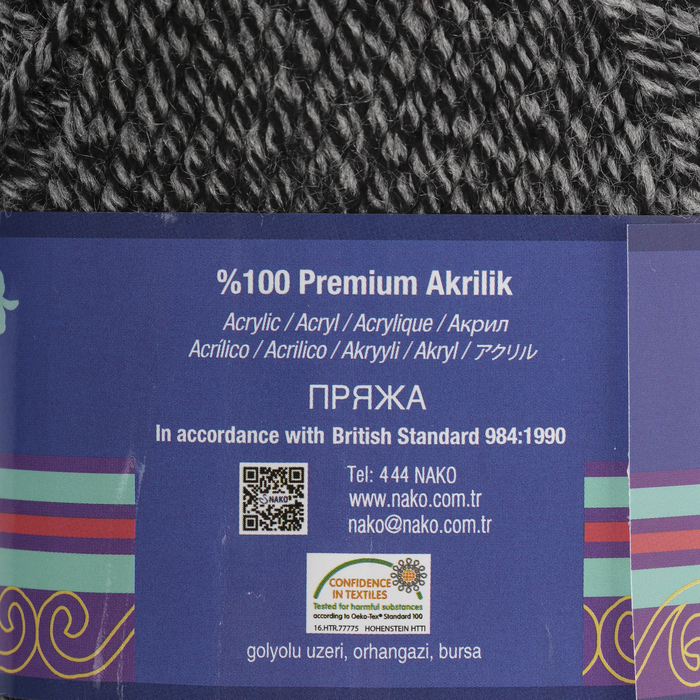 %100 Premium Akrilik
Acrylic / Acryl / Acrylique / Акрил
Acrílico / Acrilico / Akryyli / Akryl / アクリル
ПРЯЖА
In accordance with British Standard 984:1990
NAKO
Tel: 444 NAKO
www.nako.com.tr
nako@nako.com.tr
CONFIDENCE
IN TEXTILES
Tested for harmful substances
according to Oeko-Tex® Standard 100
16.HTR.77775 HOHENSTEIN HTTI
golyolu uzeri, orhangazi, bursa